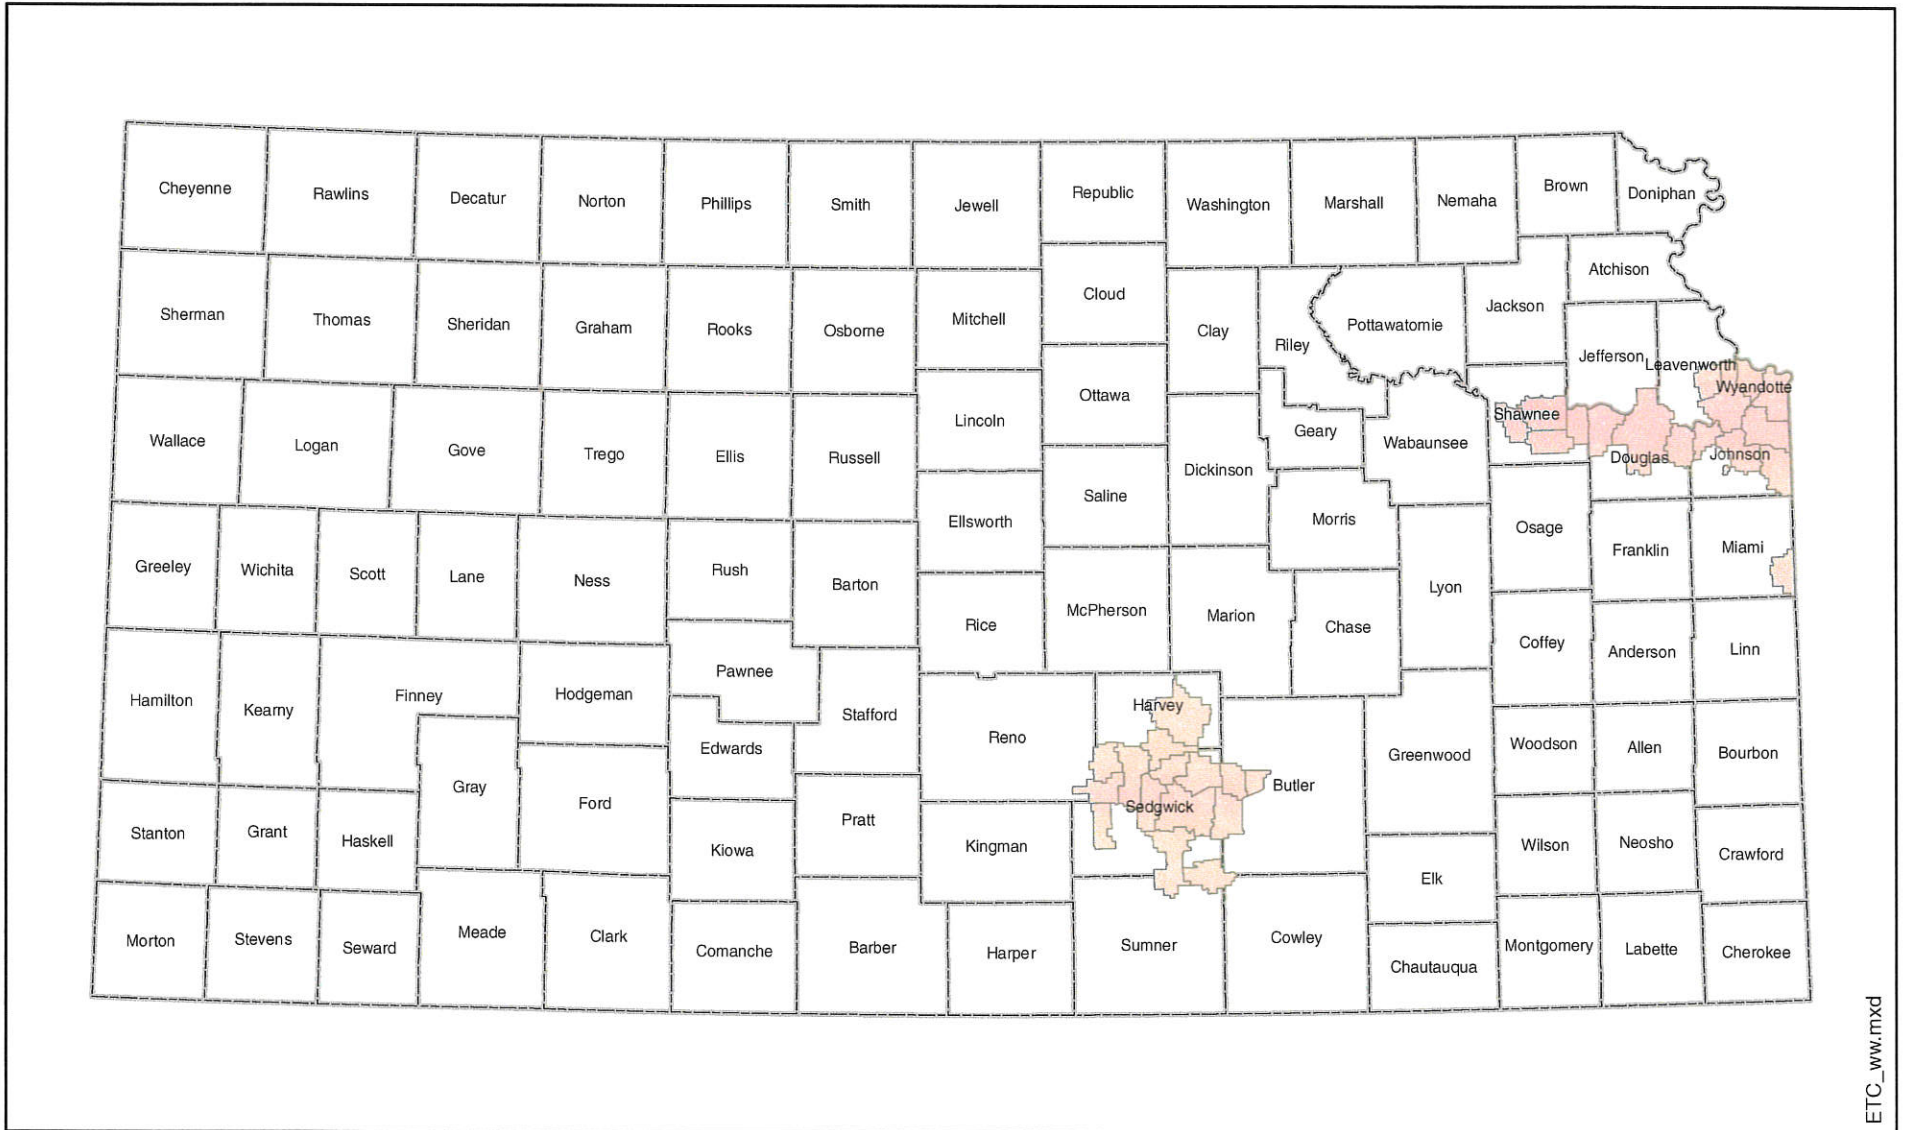 Cheyenne
Rawlins
Decatur
Norton
Phillips
Smith
Jewell
Republic
Washington
Marshall
Nemaha
Brown
Doniphan
Sherman
Thomas
Sheridan
Graham
Rooks
Osborne
Mitchell
Cloud
Clay
Riley
Pottawatomie
Jackson
Atchison
Jefferson
Leavenworth
Wyandotte
Wallace
Logan
Gove
Trego
Ellis
Russell
Lincoln
Ottawa
Dickinson
Geary
Wabaunsee
Shawnee
Douglas
Johnson
Ellsworth
Saline
Morris
Osage
Franklin
Miami
Greeley
Wichita
Scott
Lane
Ness
Rush
Barton
Rice
McPherson
Marion
Chase
Lyon
Coffey
Anderson
Linn
Hamilton
Kearny
Finney
Hodgeman
Pawnee
Stafford
Edwards
Reno
Harvey
Sedgwick
Butler
Greenwood
Woodson
Allen
Bourbon
Gray
Ford
Stanton
Grant
Haskell
Kiowa
Pratt
Kingman
Elk
Wilson
Neosho
Crawford
Morton
Stevens
Seward
Meade
Clark
Comanche
Barber
Harper
Sumner
Cowley
Chautauqua
Montgomery
Labette
Cherokee
ETC_ww.mxd